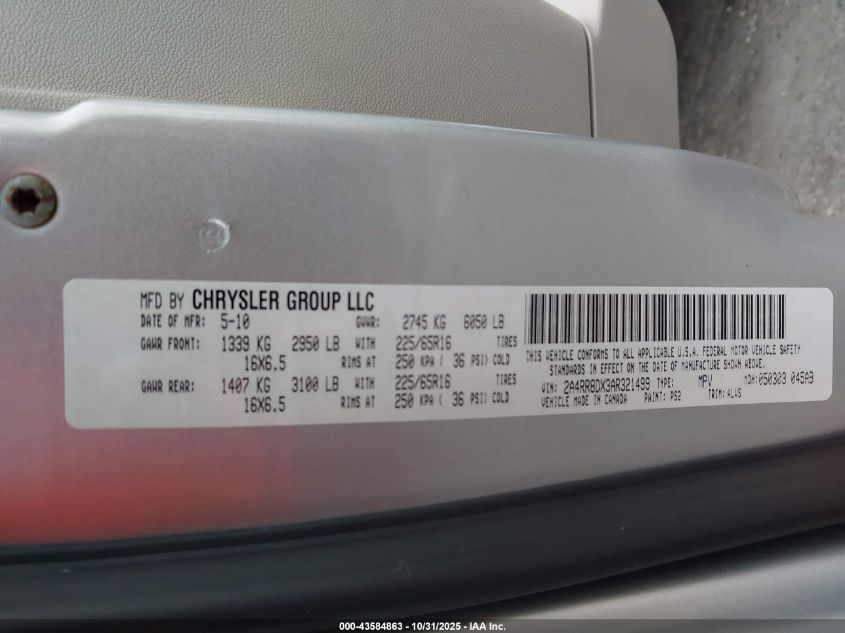 MFD BY CHRYSLER GROUP LLC
DATE OF MFR: 5-10 GVWR: 2745 KG 6050 LB
GAWR FRONT: 1339 KG 2950 LB WITH 225/65R16 TIRES
16X6.5 RIMS AT 250 KPA ( 36 PSI) COLD
GAWR REAR: 1407 KG 3100 LB WITH 225/65R16 TIRES
16X6.5 RIMS AT 250 KPA ( 36 PSI) COLD
THIS VEHICLE CONFORMS TO ALL APPLICABLE U.S.A. FEDERAL MOTOR VEHICLE SAFETY
STANDARDS IN EFFECT ON THE DATE OF MANUFACTURE SHOWN ABOVE.
VIN: 2A4RR8DX3AR321499 TYPE: MPV MDH:050303 045AB
VEHICLE MADE IN CANADA PAINT: PS2 TRIM: ALVS
000-43584863 - 10/31/2025 - IAA Inc.